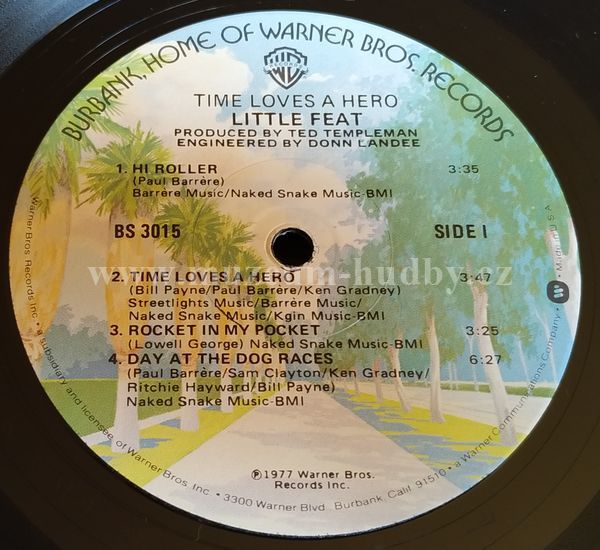 BURBANK, HOME OF WARNER BROS. RECORDS
WB
RECORDS
TIME LOVES A HERO
LITTLE FEAT
PRODUCED BY TED TEMPLEMAN
ENGINEERED BY DONN LANDEE
1. HI ROLLER 3:35
(Paul Barrère)
Barrère Music/Naked Snake Music-BMI
BS 3015 SIDE I
2. TIME LOVES A HERO 3:47
(Bill Payne/Paul Barrère/Ken Gradney)
Streetlights Music/Barrère Music/
Naked Snake Music/Kgin Music-BMI
3. ROCKET IN MY POCKET 3:25
(Lowell George) Naked Snake Music-BMI
4. DAY AT THE DOG RACES 6:27
(Paul Barrère/Sam Clayton/Ken Gradney/
Ritchie Hayward/Bill Payne)
Naked Snake Music-BMI
℗1977 Warner Bros.
Records Inc.
Warner Bros. Records Inc. • a subsidiary and licensee of Warner Bros. Inc. • 3300 Warner Blvd., Burbank, Calif. 91510 • a Warner Communications Company • Made in U.S.A.